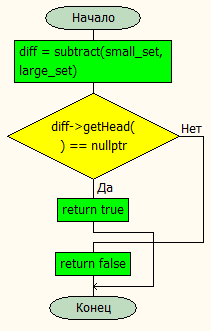 Начало
diff = subtract(small_set,
large_set)
diff->getHead(
) == nullptr
Нет
Да
return true
return false
Конец